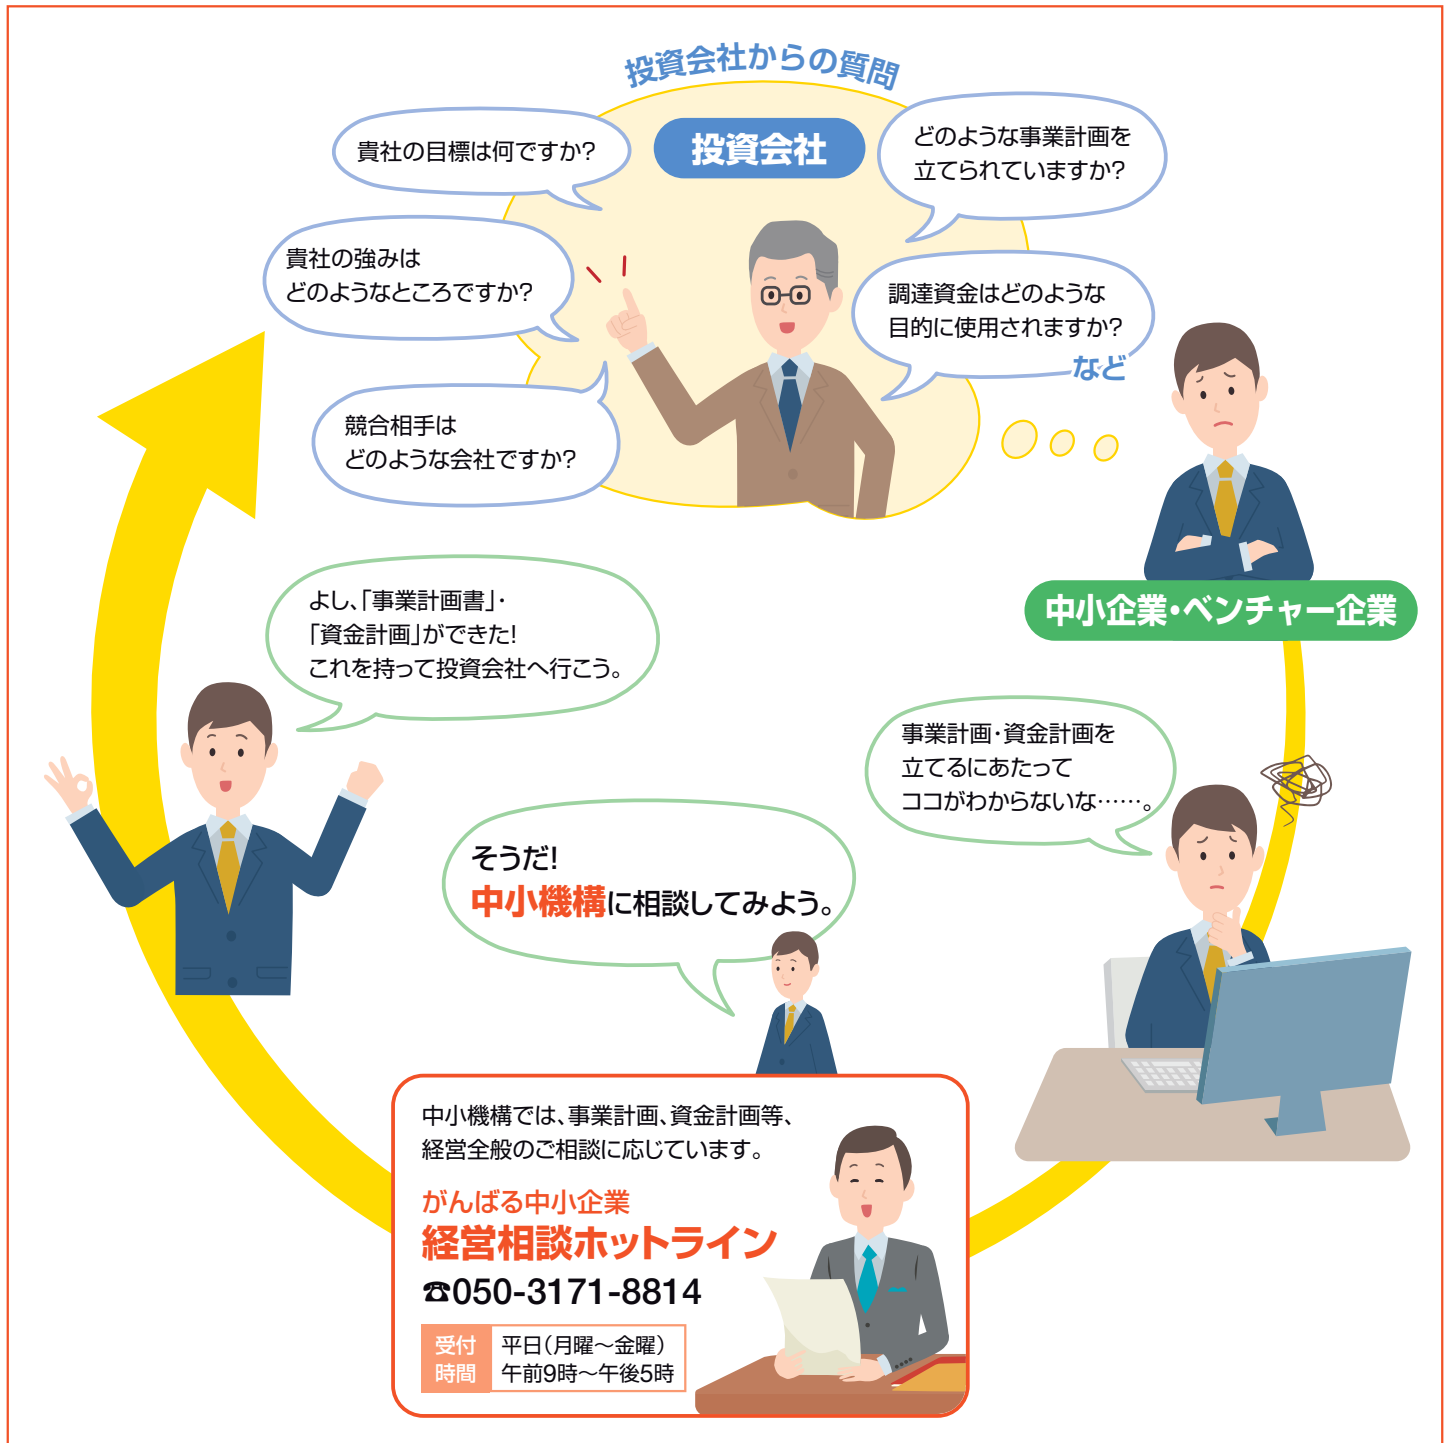 投資会社からの質問
投資会社
貴社の目標は何ですか?
どのような事業計画を
立てられていますか?
貴社の強みは
どのようなところですか?
調達資金はどのような
目的に使用されますか?
など
競合相手は
どのような会社ですか?
中小企業・ベンチャー企業
よし、「事業計画書」・
「資金計画」ができた!
これを持って投資会社へ行こう。
事業計画・資金計画を
立てるにあたって
ココがわからないな……。
そうだ!
中小機構に相談してみよう。
中小機構では、事業計画、資金計画等、
経営全般のご相談に応じています。
がんばる中小企業
経営相談ホットライン
☎050-3171-8814
受付
時間
平日(月曜〜金曜)
午前9時〜午後5時